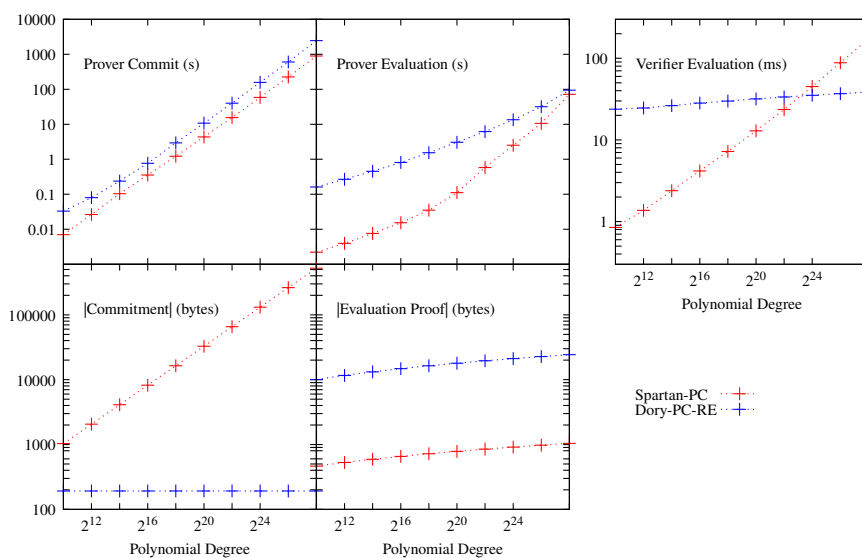 Prover Commit (s)
10000
1000
100
10
1
0.1
0.01
Prover Evaluation (s)
Verifier Evaluation (ms)
100
10
1
2^12 2^16 2^20 2^24
Polynomial Degree
|Commitment| (bytes)
100000
10000
1000
100
2^12 2^16 2^20 2^24
Polynomial Degree
|Evaluation Proof| (bytes)
2^12 2^16 2^20 2^24
Polynomial Degree
Spartan-PC
Dory-PC-RE